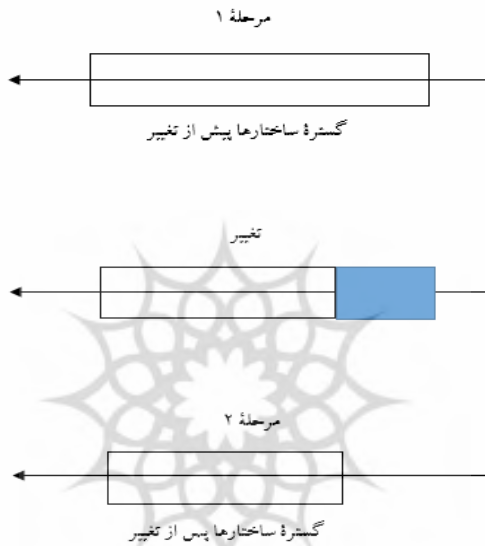 مرحلهٔ ۱
گسترهٔ ساختارها پیش از تغییر
تغییر
مرحلهٔ ۲
گسترهٔ ساختارها پس از تغییر